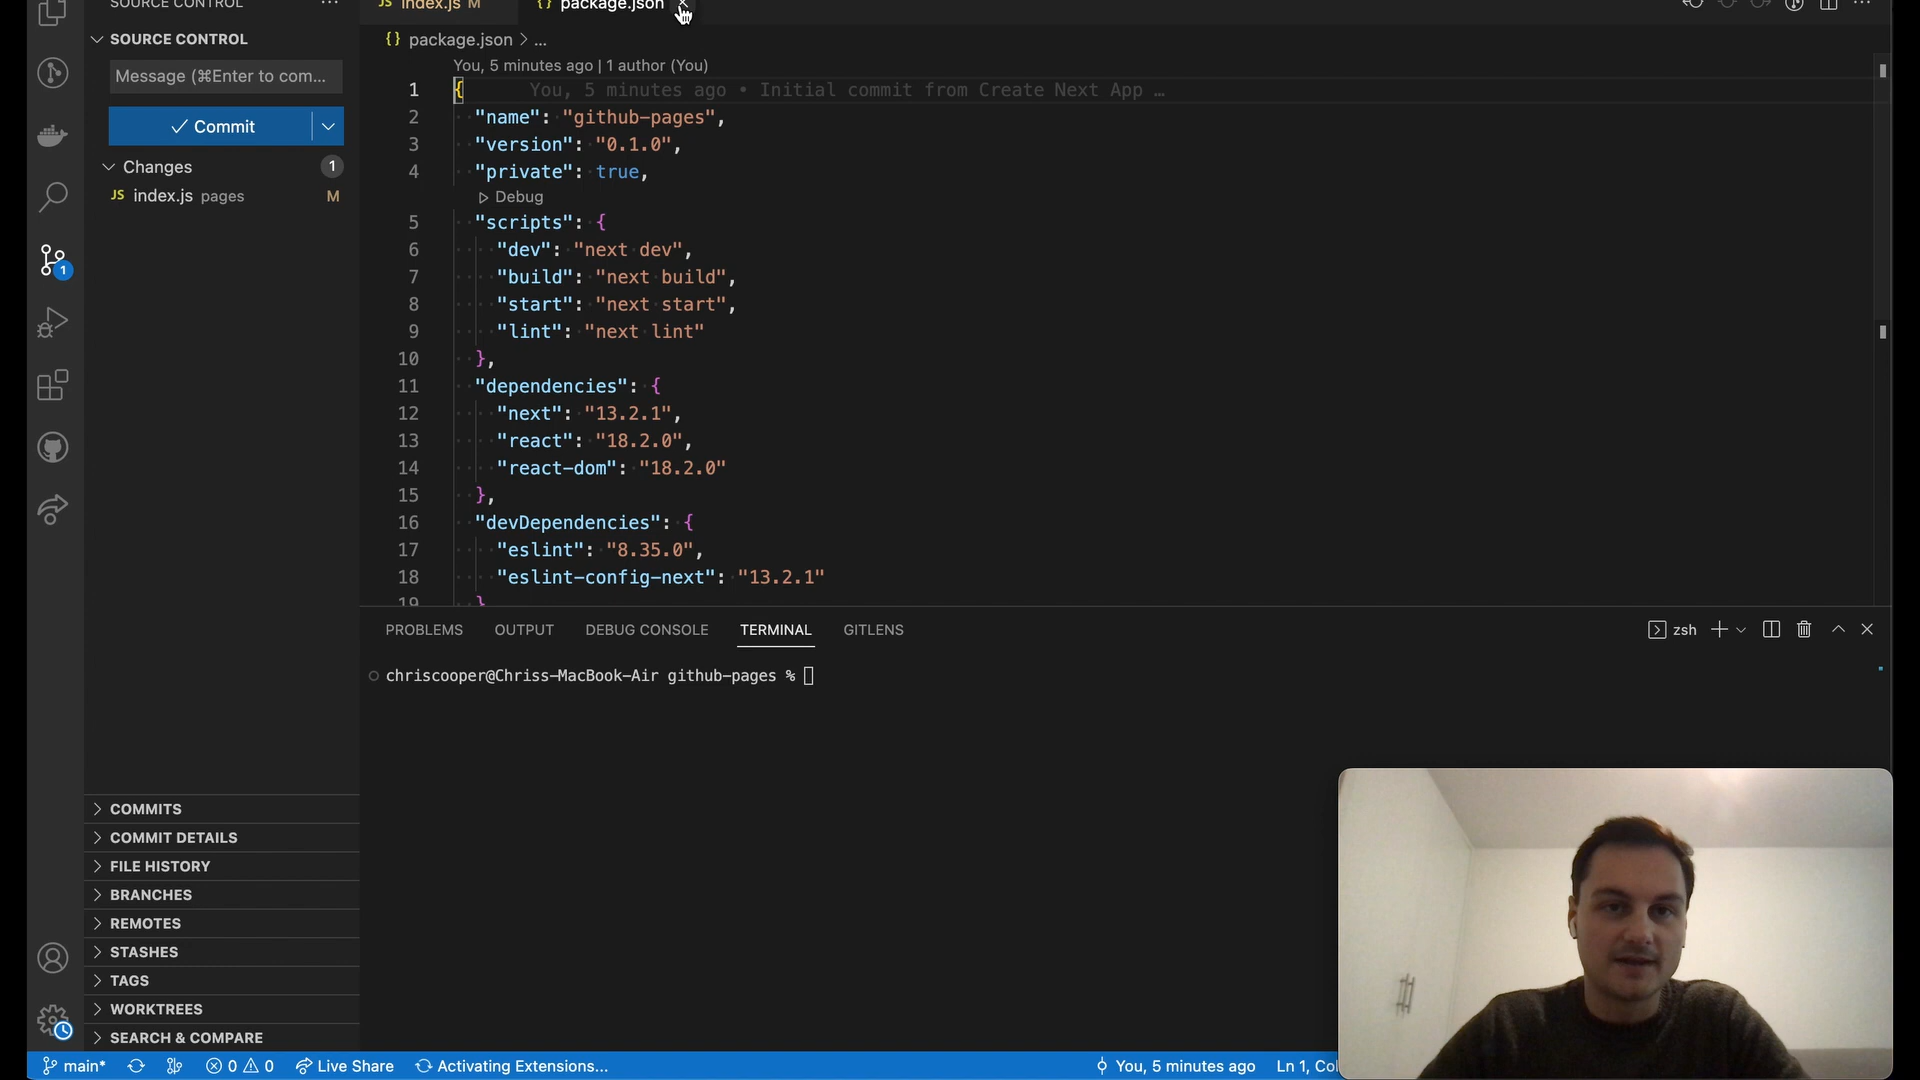 SOURCE CONTROL
SOURCE CONTROL
Message (⌘Enter to com...
Commit
Changes
1
JS index.js pages M
1
COMMITS
COMMIT DETAILS
FILE HISTORY
BRANCHES
REMOTES
STASHES
TAGS
WORKTREES
SEARCH & COMPARE
JS index.js M
{} package.json
{} package.json > ...
You, 5 minutes ago | 1 author (You)
1 { You, 5 minutes ago • Initial commit from Create Next App …
2 "name": "github-pages",
3 "version": "0.1.0",
4 "private": true,
Debug
5 "scripts": {
6 "dev": "next dev",
7 "build": "next build",
8 "start": "next start",
9 "lint": "next lint"
10 },
11 "dependencies": {
12 "next": "13.2.1",
13 "react": "18.2.0",
14 "react-dom": "18.2.0"
15 },
16 "devDependencies": {
17 "eslint": "8.35.0",
18 "eslint-config-next": "13.2.1"
19 }
PROBLEMS OUTPUT DEBUG CONSOLE TERMINAL GITLENS
zsh
chriscooper@Chriss-MacBook-Air github-pages %
main* 0 0 Live Share Activating Extensions... You, 5 minutes ago Ln 1, Col